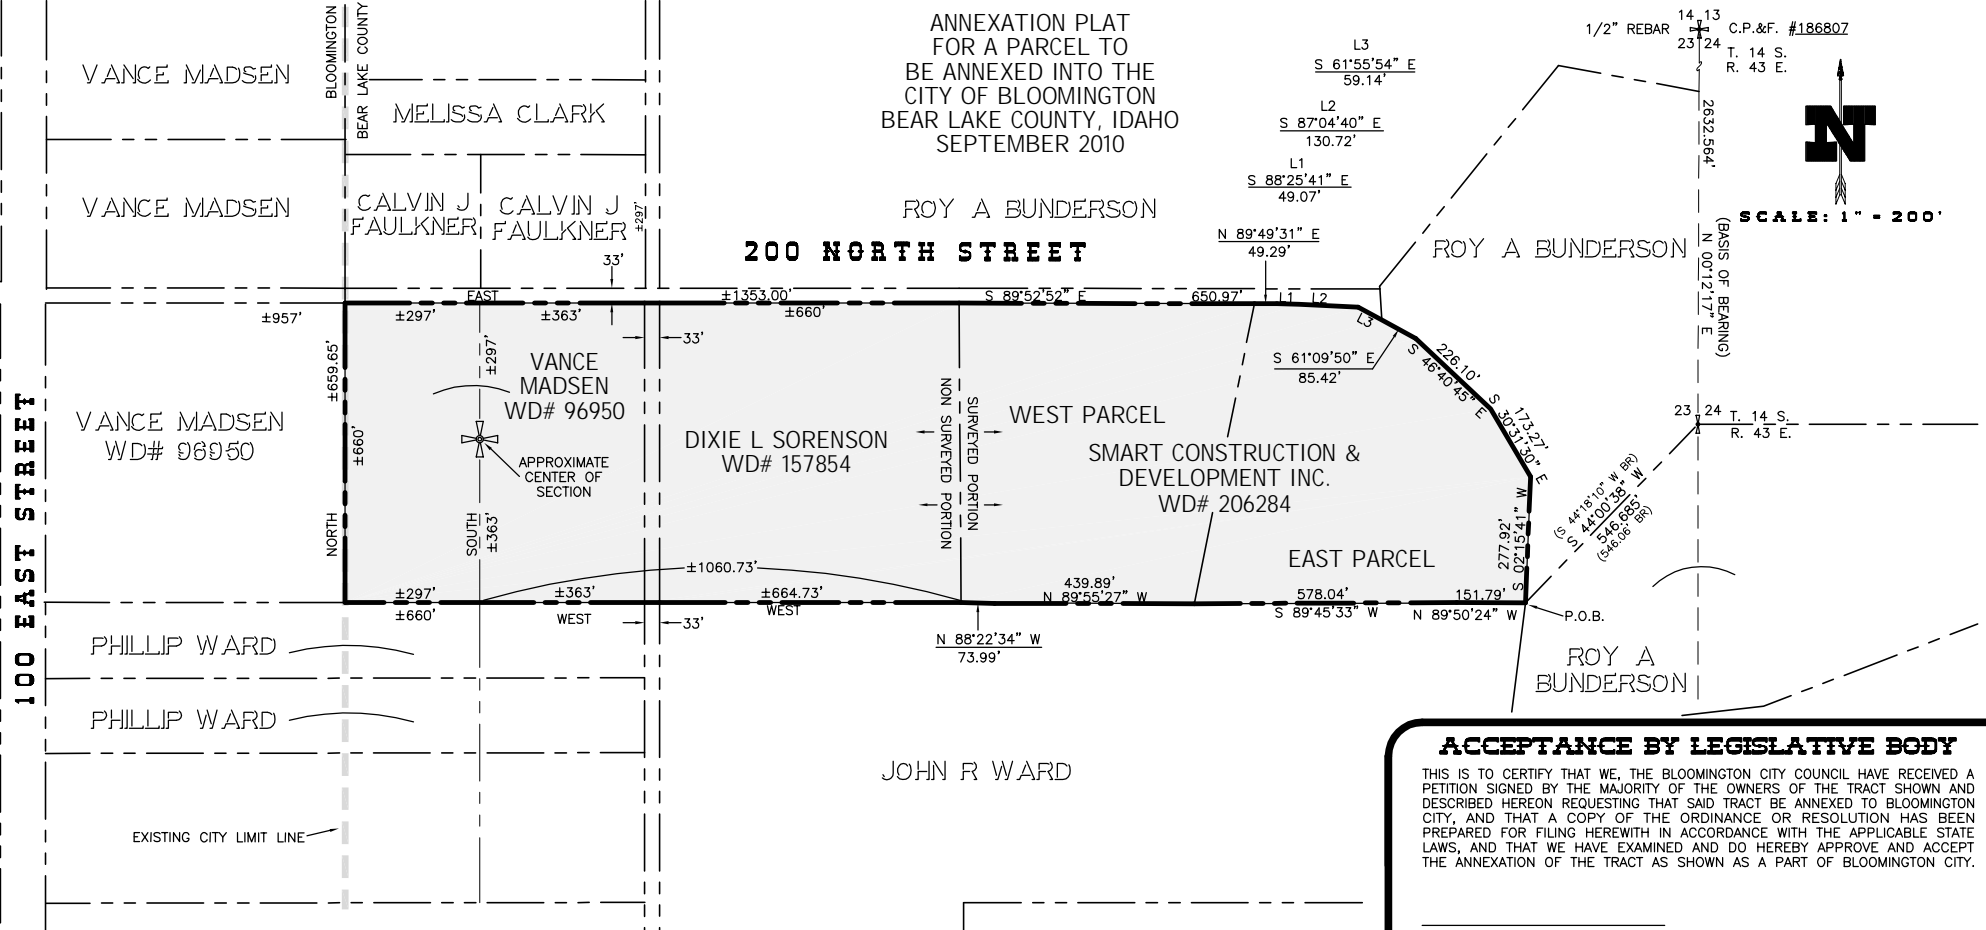 ANNEXATION PLAT
FOR A PARCEL TO
BE ANNEXED INTO THE
CITY OF BLOOMINGTON
BEAR LAKE COUNTY, IDAHO
SEPTEMBER 2010
BLOOMINGTON
BEAR LAKE COUNTY
VANCE MADSEN
MELISSA CLARK
VANCE MADSEN
CALVIN J
FAULKNER
CALVIN J
FAULKNER
±297'
33'
ROY A BUNDERSON
200 NORTH STREET
L3
S 61°55'54" E
59.14'
L2
S 87°04'40" E
130.72'
L1
S 88°25'41" E
49.07'
N 89°49'31" E
49.29'
1/2" REBAR
14 13
23 24
C.P.&F. #186807
T. 14 S.
R. 43 E.
2632.564'
N
SCALE: 1" = 200'
(BASIS OF BEARING)
N 00°12'17" E
ROY A BUNDERSON
±957'
EAST
±297'
±363'
±1353.00'
±660'
S 89°52'52" E
650.97'
L1
L2
L3
33'
S 61°09'50" E
85.42'
226.10'
S 46°40'45" E
173.27'
S 30°31'30" E
±659.65'
±660'
NORTH
±297'
SOUTH
±363'
VANCE
MADSEN
WD# 96950
APPROXIMATE
CENTER OF
SECTION
VANCE MADSEN
WD# 96950
100 EAST STREET
DIXIE L SORENSON
WD# 157854
NON SURVEYED PORTION
SURVEYED PORTION
WEST PARCEL
SMART CONSTRUCTION &
DEVELOPMENT INC.
WD# 206284
EAST PARCEL
277.92'
S 02°15'41" W
23 24
T. 14 S.
R. 43 E.
(S 44°18'10" W BR)
S 44°00'38" W
546.685'
(546.06' BR)
±1060.73'
±297'
±660'
±363'
WEST
33'
±664.73'
WEST
N 88°22'34" W
73.99'
439.89'
N 89°55'27" W
578.04'
S 89°45'33" W
151.79'
N 89°50'24" W
P.O.B.
PHILLIP WARD
PHILLIP WARD
ROY A
BUNDERSON
JOHN R WARD
EXISTING CITY LIMIT LINE
ACCEPTANCE BY LEGISLATIVE BODY
THIS IS TO CERTIFY THAT WE, THE BLOOMINGTON CITY COUNCIL HAVE RECEIVED A
PETITION SIGNED BY THE MAJORITY OF THE OWNERS OF THE TRACT SHOWN AND
DESCRIBED HEREON REQUESTING THAT SAID TRACT BE ANNEXED TO BLOOMINGTON
CITY, AND THAT A COPY OF THE ORDINANCE OR RESOLUTION HAS BEEN
PREPARED FOR FILING HEREWITH IN ACCORDANCE WITH THE APPLICABLE STATE
LAWS, AND THAT WE HAVE EXAMINED AND DO HEREBY APPROVE AND ACCEPT
THE ANNEXATION OF THE TRACT AS SHOWN AS A PART OF BLOOMINGTON CITY.